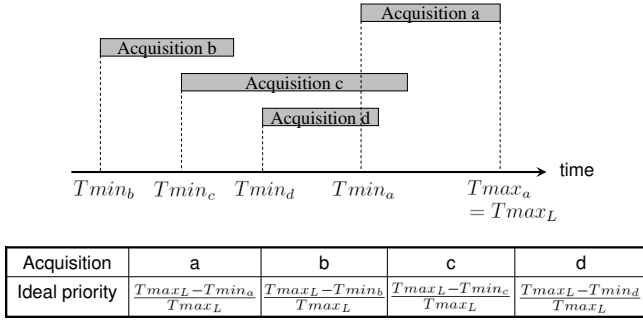 Acquisition a
Acquisition b
Acquisition c
Acquisition d
time
Tmin_b Tmin_c Tmin_d Tmin_a Tmax_a
= Tmax_L
Acquisition a b c d
Ideal priority (Tmax_L−Tmin_a)/Tmax_L (Tmax_L−Tmin_b)/Tmax_L (Tmax_L−Tmin_c)/Tmax_L (Tmax_L−Tmin_d)/Tmax_L